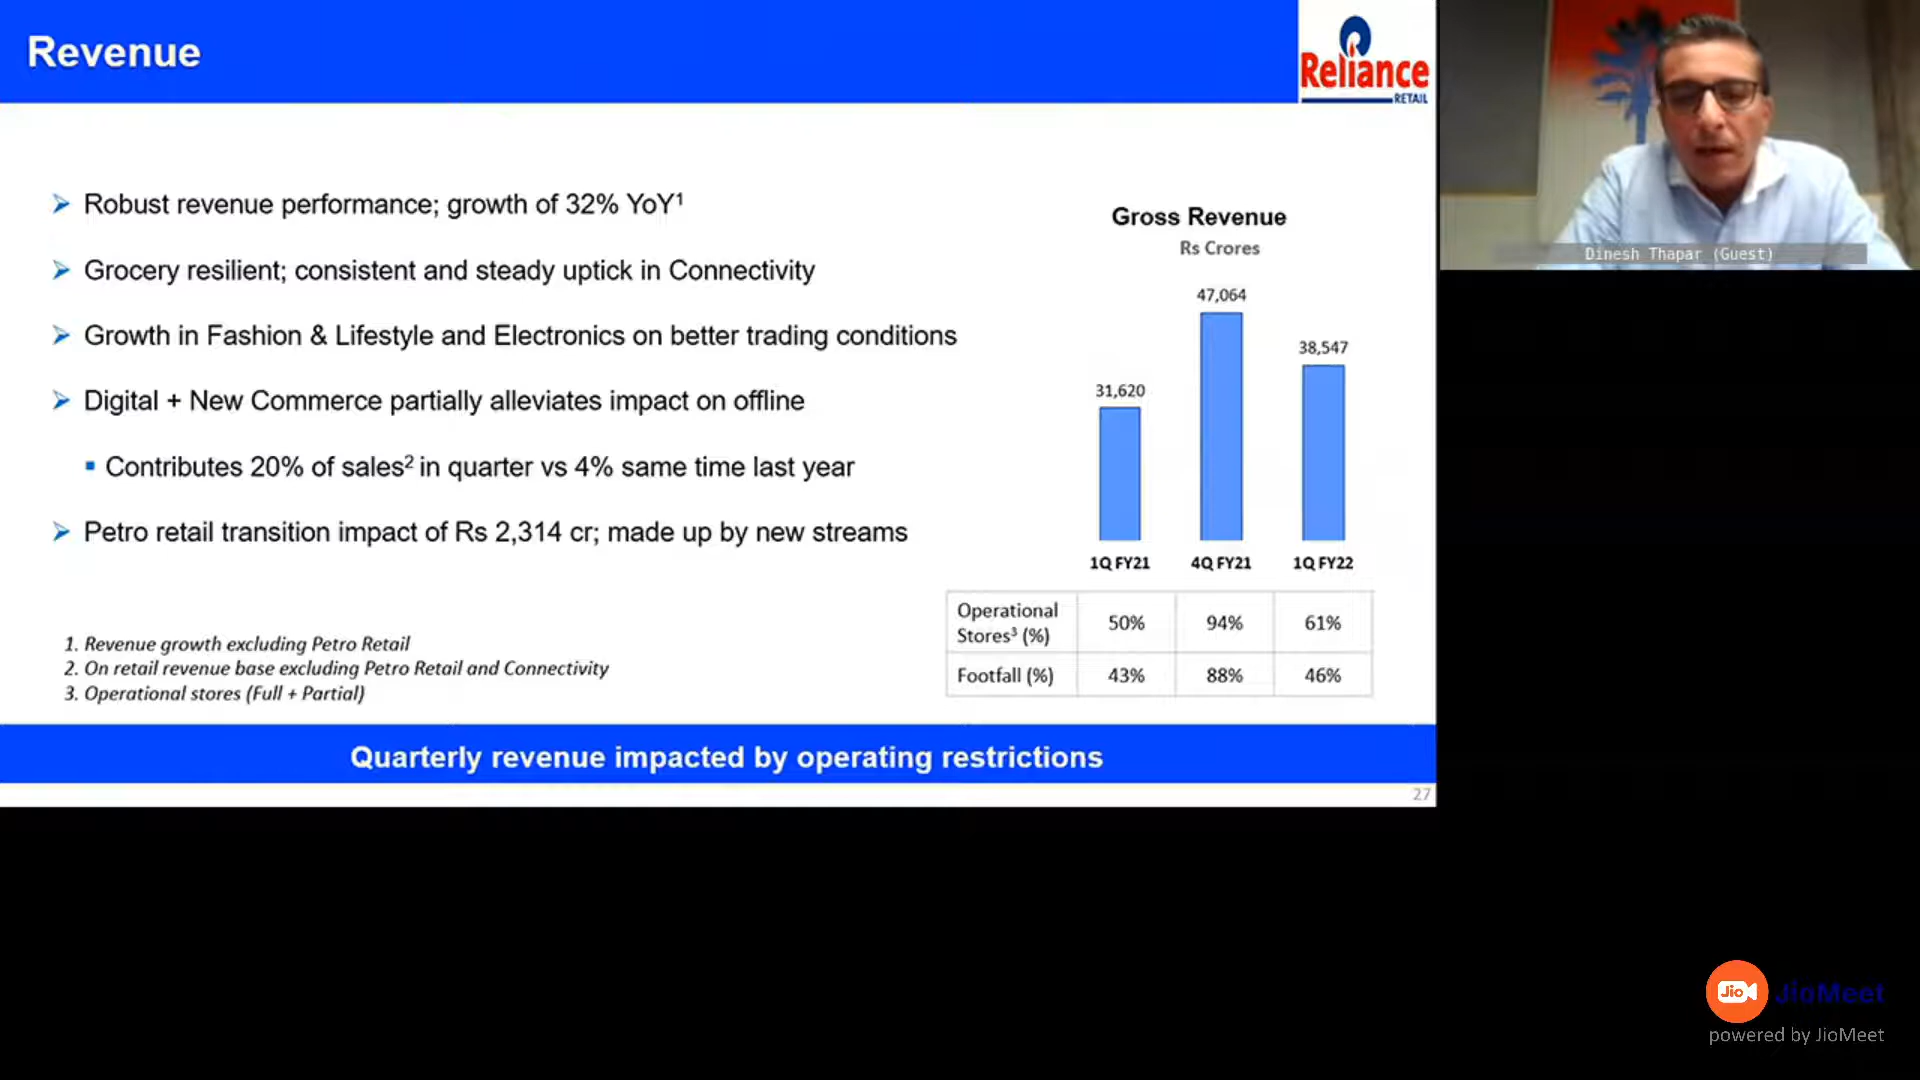 Revenue
Reliance
RETAIL
Dinesh Thapar (Guest)
➢ Robust revenue performance; growth of 32% YoY¹
➢ Grocery resilient; consistent and steady uptick in Connectivity
➢ Growth in Fashion & Lifestyle and Electronics on better trading conditions
➢ Digital + New Commerce partially alleviates impact on offline
▪ Contributes 20% of sales² in quarter vs 4% same time last year
➢ Petro retail transition impact of Rs 2,314 cr; made up by new streams
1. Revenue growth excluding Petro Retail
2. On retail revenue base excluding Petro Retail and Connectivity
3. Operational stores (Full + Partial)
Gross Revenue
Rs Crores
31,620 47,064 38,547
1Q FY21 4Q FY21 1Q FY22
Operational
Stores³ (%) 50% 94% 61%
Footfall (%) 43% 88% 46%
Quarterly revenue impacted by operating restrictions
27
Jio JioMeet
powered by JioMeet